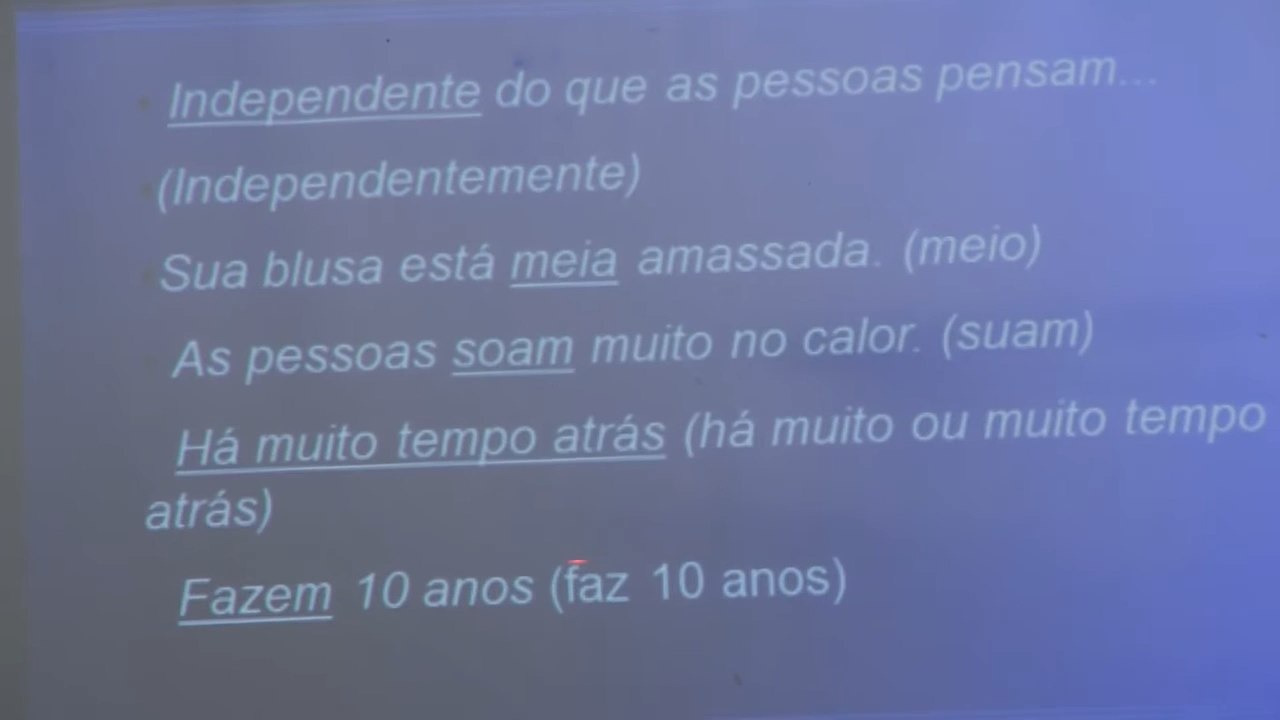 Independente do que as pessoas pensam...
(Independentemente)
Sua blusa está meia amassada. (meio)
As pessoas soam muito no calor. (suam)
Há muito tempo atrás (há muito ou muito tempo
atrás)
Fazem 10 anos (faz 10 anos)